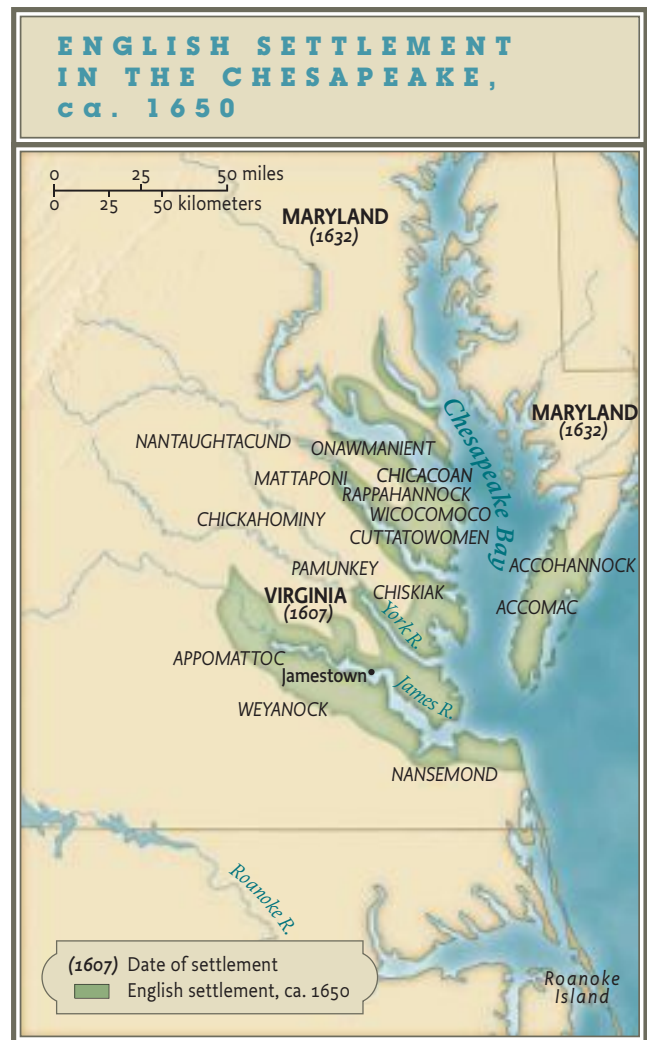 ENGLISH SETTLEMENT
IN THE CHESAPEAKE,
ca. 1650
0 25 50 miles
0 25 50 kilometers
MARYLAND
(1632)
Chesapeake Bay
MARYLAND
(1632)
NANTAUGHTACUND
ONAWMANIENT
MATTAPONI
CHICACOAN
RAPPAHANNOCK
WICOCOMOCO
CHICKAHOMINY
CUTTATOWOMEN
PAMUNKEY
ACCOHANNOCK
VIRGINIA
(1607)
CHISKIAK
York R.
ACCOMAC
APPOMATTOC
Jamestown
James R.
WEYANOCK
NANSEMOND
Roanoke R.
Roanoke
Island
(1607) Date of settlement
English settlement, ca. 1650